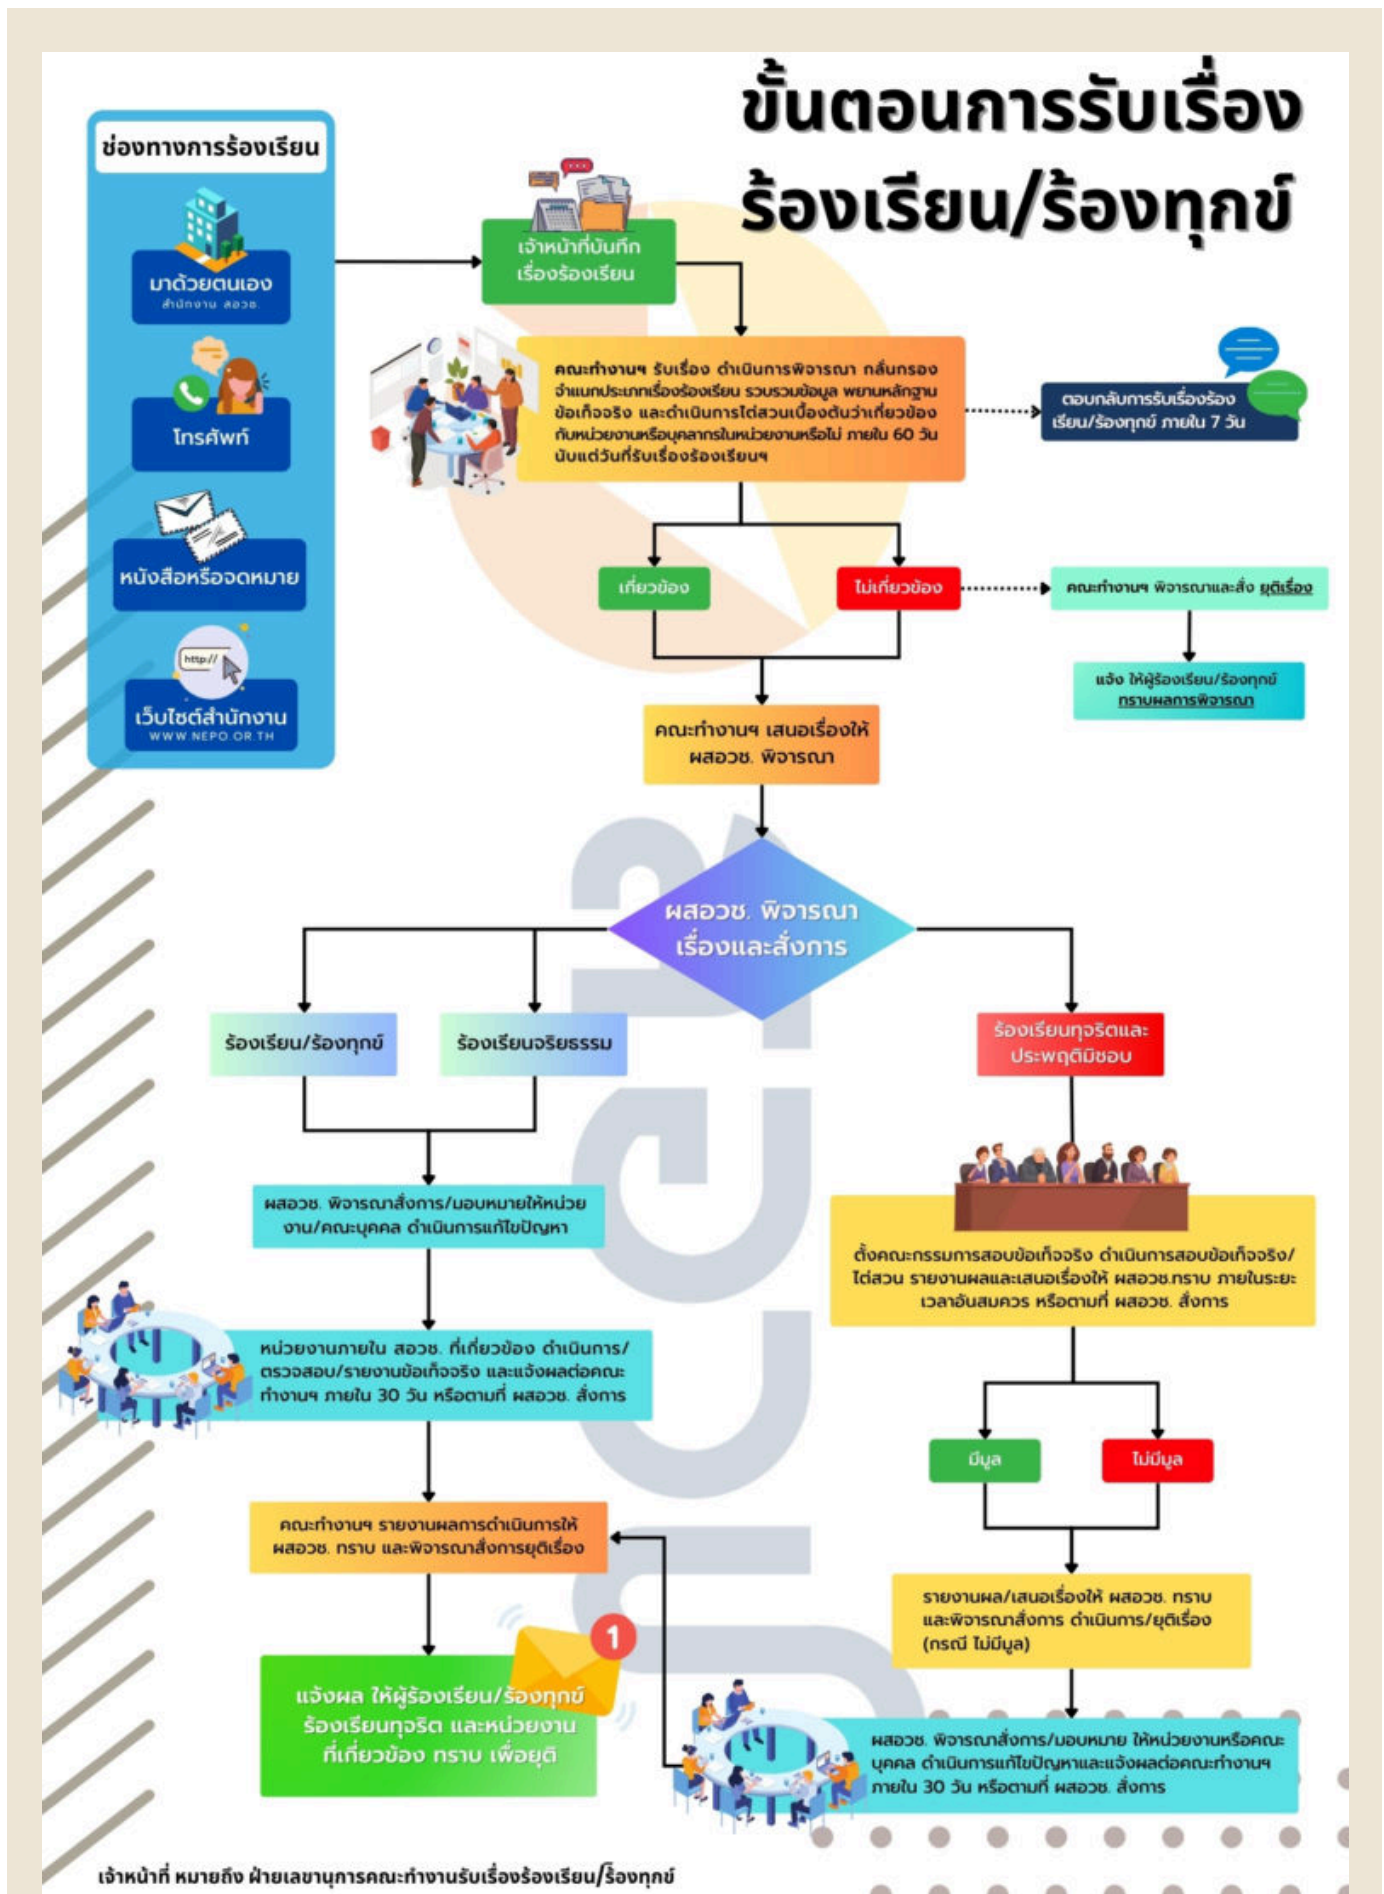 ขั้นตอนการรับเรื่อง
ร้องเรียน/ร้องทุกข์
ช่องทางการร้องเรียน
มาด้วยตนเอง
สำนักงาน สอวช.
โทรศัพท์
หนังสือหรือจดหมาย
http://
เว็บไซต์สำนักงาน
WWW.NEPO.OR.TH
เจ้าหน้าที่บันทึก
เรื่องร้องเรียน
คณะทำงานฯ รับเรื่อง ดำเนินการพิจารณา กลั่นกรอง
จำแนกประเภทเรื่องร้องเรียน รวบรวมข้อมูล พยานหลักฐาน
ข้อเท็จจริง และดำเนินการไต่สวนเบื้องต้นว่าเกี่ยวข้อง
กับหน่วยงานหรือบุคลากรในหน่วยงานหรือไม่ ภายใน 60 วัน
นับแต่วันที่รับเรื่องร้องเรียนฯ
ตอบกลับการรับเรื่องร้อง
เรียน/ร้องทุกข์ ภายใน 7 วัน
เกี่ยวข้อง
ไม่เกี่ยวข้อง
คณะทำงานฯ พิจารณาและสั่ง ยุติเรื่อง
แจ้ง ให้ผู้ร้องเรียน/ร้องทุกข์
ทราบผลการพิจารณา
คณะทำงานฯ เสนอเรื่องให้
ผสอวช. พิจารณา
ผสอวช. พิจารณา
เรื่องและสั่งการ
ร้องเรียน/ร้องทุกข์
ร้องเรียนจริยธรรม
ร้องเรียนทุจริตและ
ประพฤติมิชอบ
ผสอวช. พิจารณาสั่งการ/มอบหมายให้หน่วย
งาน/คณะบุคคล ดำเนินการแก้ไขปัญหา
ตั้งคณะกรรมการสอบข้อเท็จจริง ดำเนินการสอบข้อเท็จจริง/
ไต่สวน รายงานผลและเสนอเรื่องให้ ผสอวช.ทราบ ภายในระยะ
เวลาอันสมควร หรือตามที่ ผสอวช. สั่งการ
หน่วยงานภายใน สอวช. ที่เกี่ยวข้อง ดำเนินการ/
ตรวจสอบ/รายงานข้อเท็จจริง และแจ้งผลต่อคณะ
ทำงานฯ ภายใน 30 วัน หรือตามที่ ผสอวช. สั่งการ
มีมูล
ไม่มีมูล
คณะทำงานฯ รายงานผลการดำเนินการให้
ผสอวช. ทราบ และพิจารณาสั่งการยุติเรื่อง
รายงานผล/เสนอเรื่องให้ ผสอวช. ทราบ
และพิจารณาสั่งการ ดำเนินการ/ยุติเรื่อง
(กรณี ไม่มีมูล)
1
แจ้งผล ให้ผู้ร้องเรียน/ร้องทุกข์
ร้องเรียนทุจริต และหน่วยงาน
ที่เกี่ยวข้อง ทราบ เพื่อยุติ
ผสอวช. พิจารณาสั่งการ/มอบหมาย ให้หน่วยงานหรือคณะ
บุคคล ดำเนินการแก้ไขปัญหาและแจ้งผลต่อคณะทำงานฯ
ภายใน 30 วัน หรือตามที่ ผสอวช. สั่งการ
เจ้าหน้าที่ หมายถึง ฝ่ายเลขานุการคณะทำงานรับเรื่องร้องเรียน/ร้องทุกข์